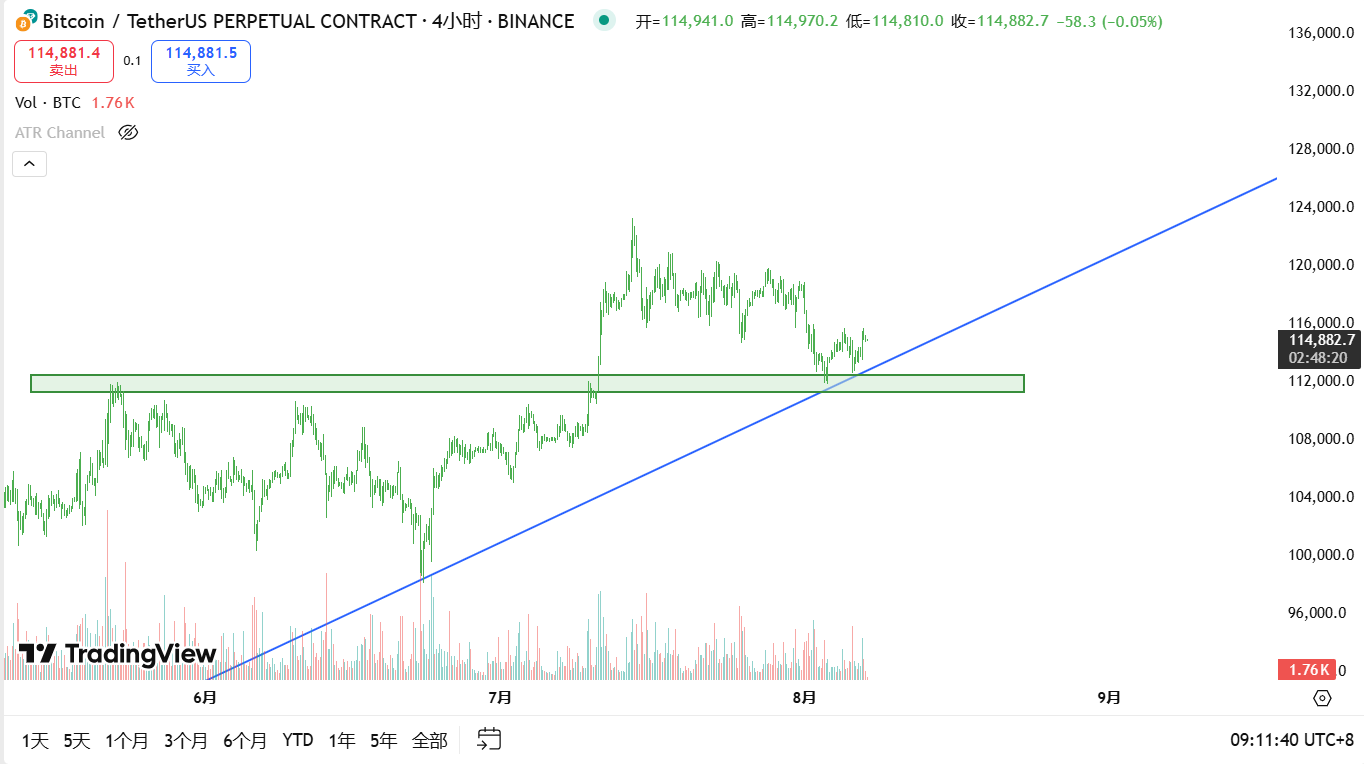 Bitcoin / TetherUS PERPETUAL CONTRACT · 4小时 · BINANCE 开=114,941.0 高=114,970.2 低=114,810.0 收=114,882.7 −58.3 (−0.05%)
114,881.4 0.1 114,881.5
卖出 买入
Vol · BTC 1.76 K
ATR Channel
136,000.0
132,000.0
128,000.0
124,000.0
120,000.0
116,000.0
114,882.7
02:48:20
112,000.0
108,000.0
104,000.0
100,000.0
96,000.0
1.76 K
TradingView
6月 7月 8月 9月
1天 5天 1个月 3个月 6个月 YTD 1年 5年 全部 09:11:40 UTC+8